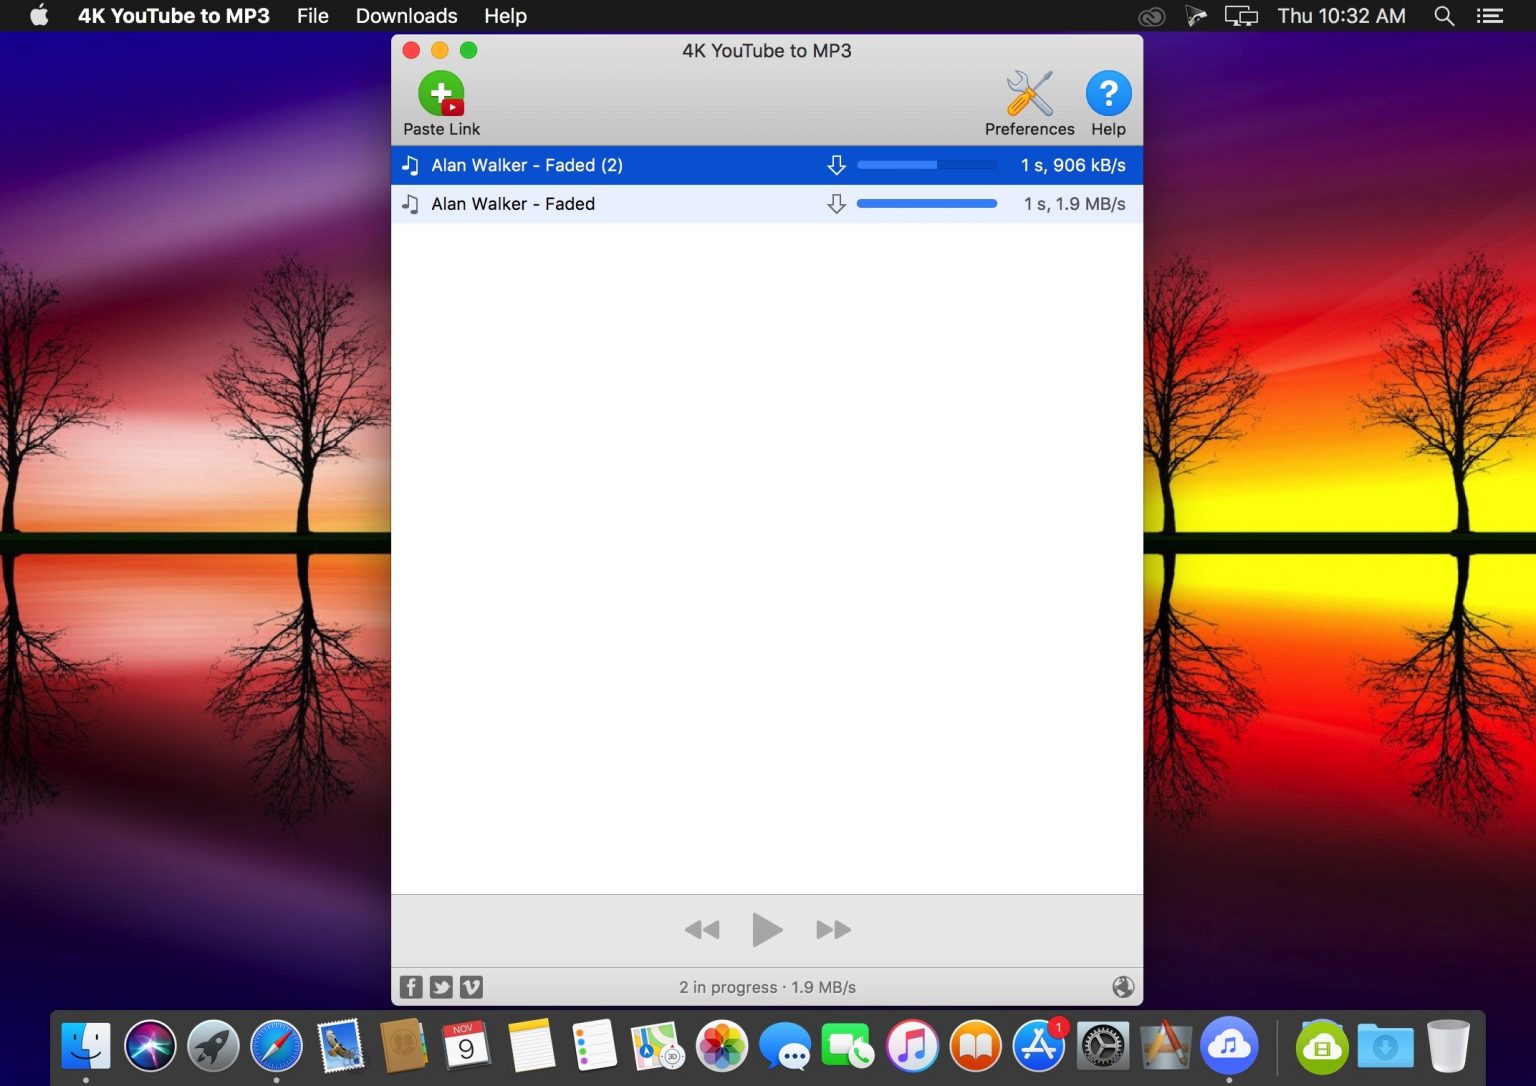 4K YouTube to MP3 File Downloads Help Thu 10:32 AM
4K YouTube to MP3
Paste Link Preferences Help
Alan Walker - Faded (2) 1 s, 906 kB/s
Alan Walker - Faded 1 s, 1.9 MB/s
2 in progress · 1.9 MB/s
NOV
9
3D
1